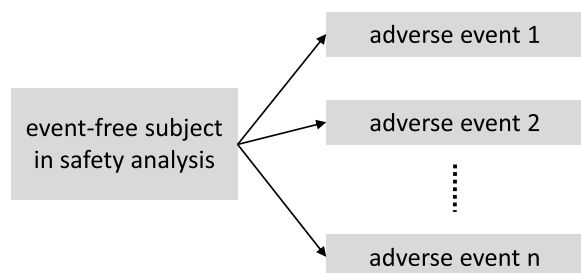 event-free subject
in safety analysis
adverse event 1
adverse event 2
adverse event n